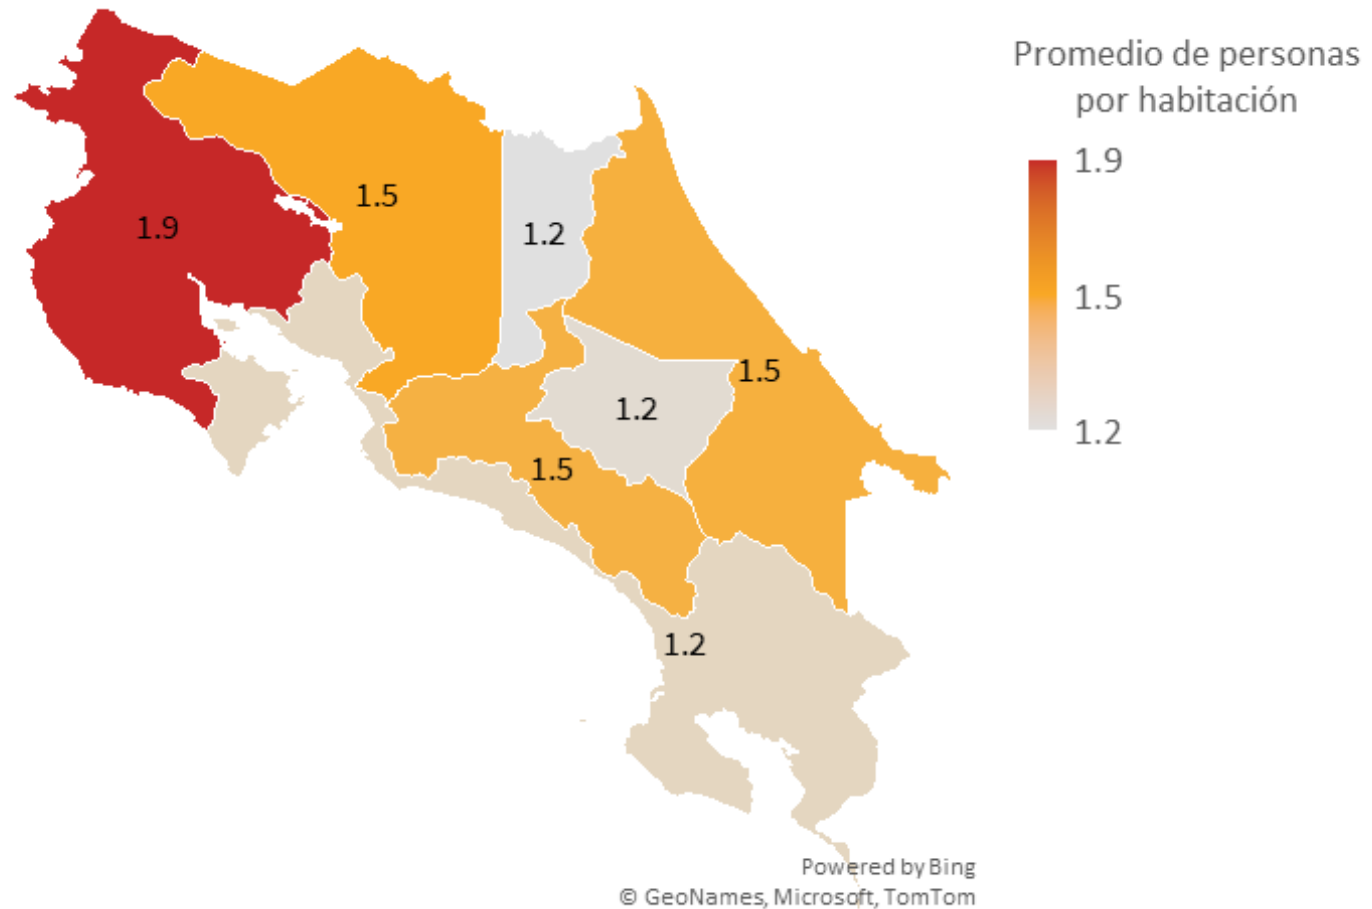 Promedio de personas
por habitación
1.9
1.5
1.2
1.9
1.5
1.2
1.5
1.2
1.5
1.2
Powered by Bing
© GeoNames, Microsoft, TomTom